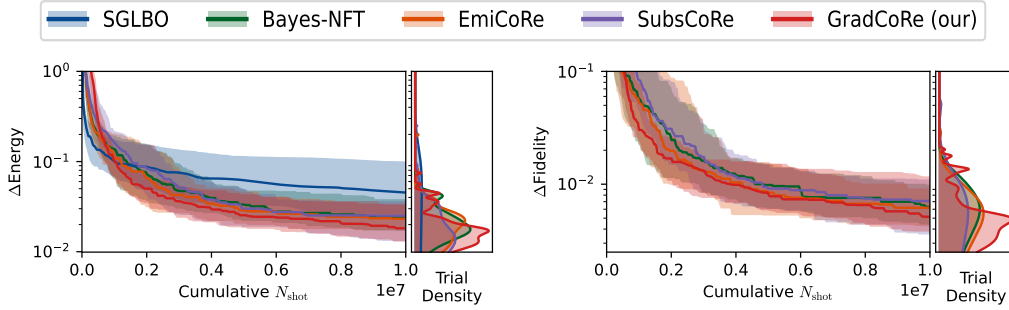 SGLBO Bayes-NFT EmiCoRe SubsCoRe GradCoRe (our)
ΔEnergy
10⁰
10⁻¹
10⁻²
0.0 0.2 0.4 0.6 0.8 1.0
1e7
Cumulative N_shot
Trial
Density
ΔFidelity
10⁻¹
10⁻²
0.0 0.2 0.4 0.6 0.8 1.0
1e7
Cumulative N_shot
Trial
Density